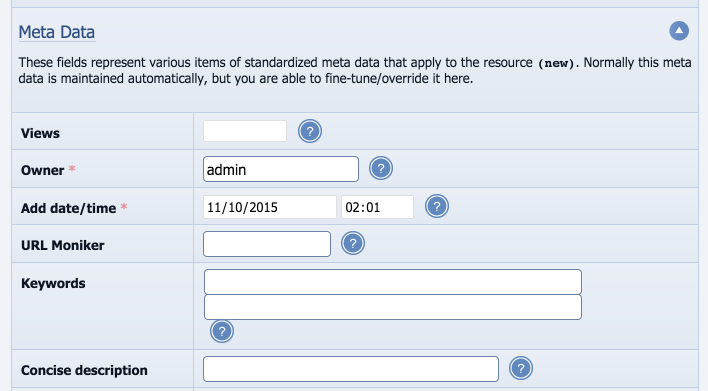 Meta Data
These fields represent various items of standardized meta data that apply to the resource (new). Normally this meta
data is maintained automatically, but you are able to fine-tune/override it here.
Views ?
Owner * admin ?
Add date/time * 11/10/2015 02:01 ?
URL Moniker ?
Keywords
?
Concise description ?